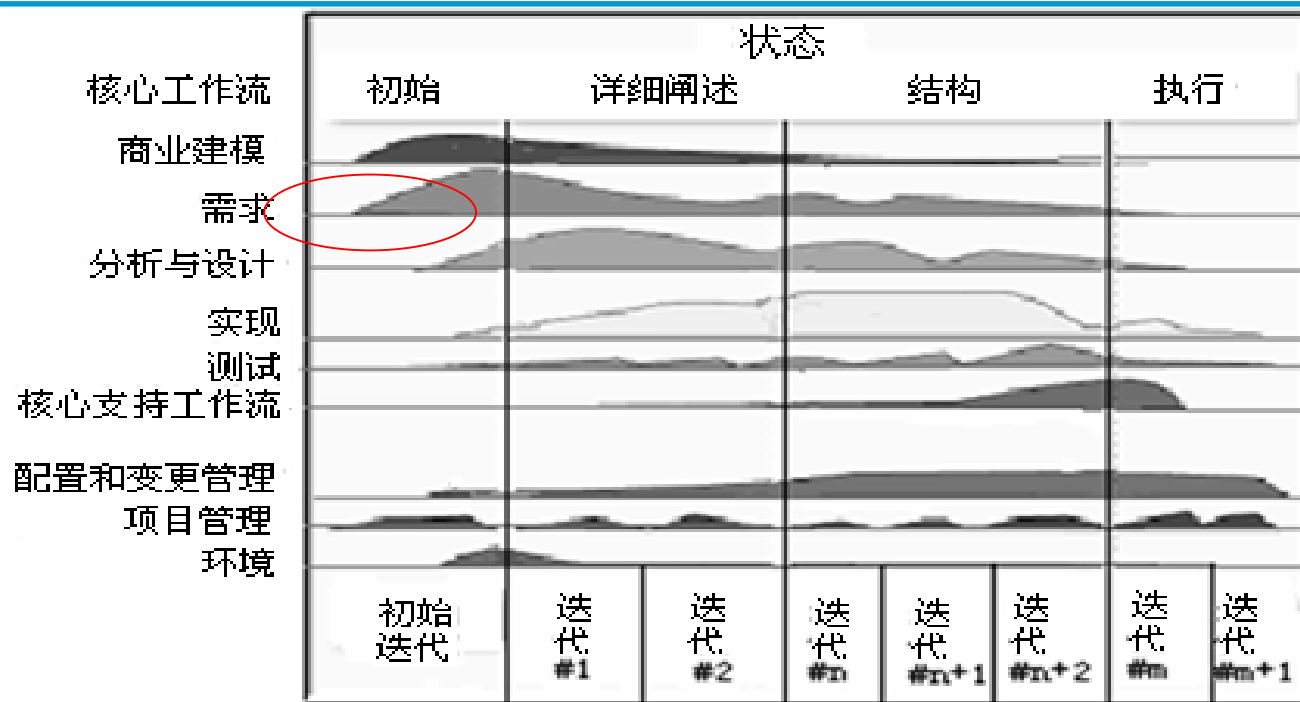 状态
核心工作流 初始 详细阐述 结构 执行
商业建模
需求
分析与设计
实现
测试
核心支持工作流
配置和变更管理
项目管理
环境
初始迭代
迭代#1
迭代#2
迭代#n
迭代#n+1
迭代#n+2
迭代#m
迭代#m+1